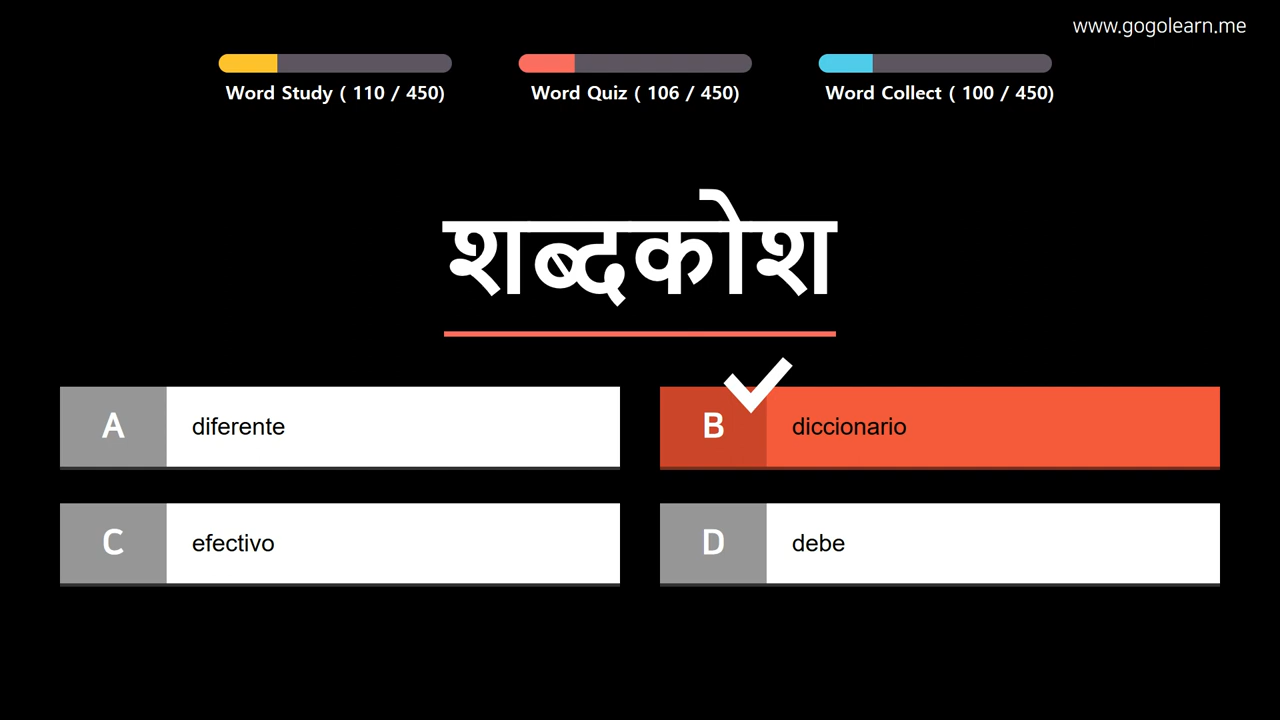 www.gogolearn.me
Word Study ( 110 / 450)
Word Quiz ( 106 / 450)
Word Collect ( 100 / 450)
शब्दकोश
A diferente
B diccionario
C efectivo
D debe